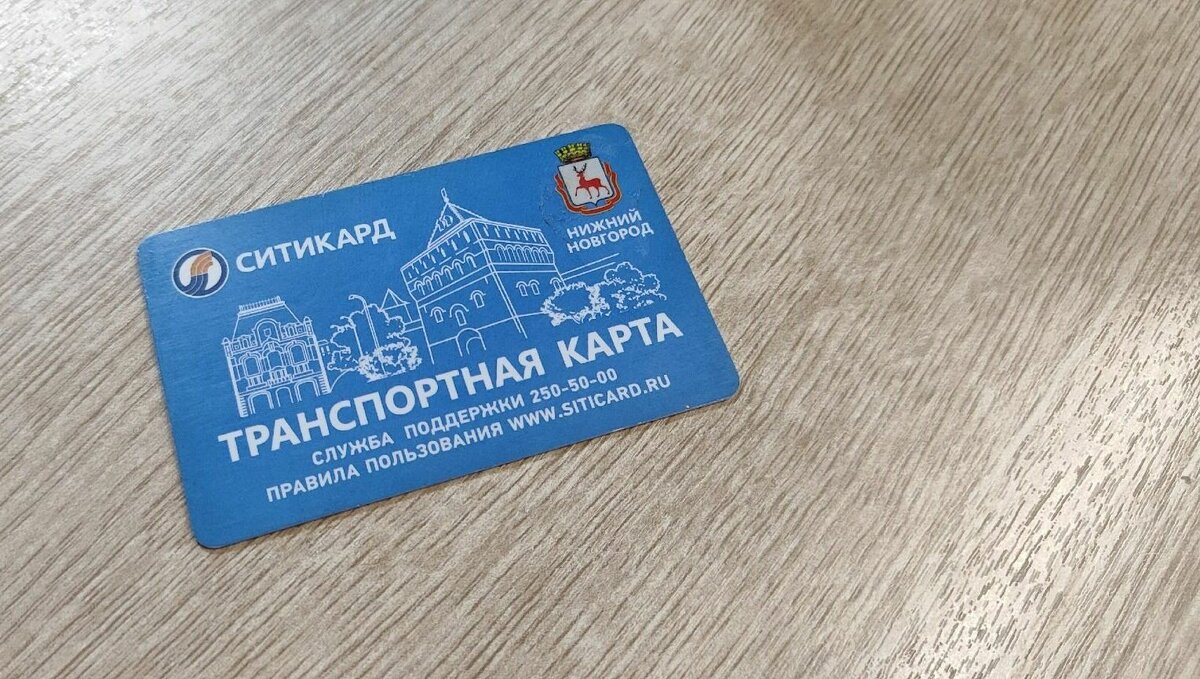 СИТИКАРД
НИЖНИЙ
НОВГОРОД
ТРАНСПОРТНАЯ КАРТА
СЛУЖБА ПОДДЕРЖКИ 250-50-00
ПРАВИЛА ПОЛЬЗОВАНИЯ WWW.SITICARD.RU